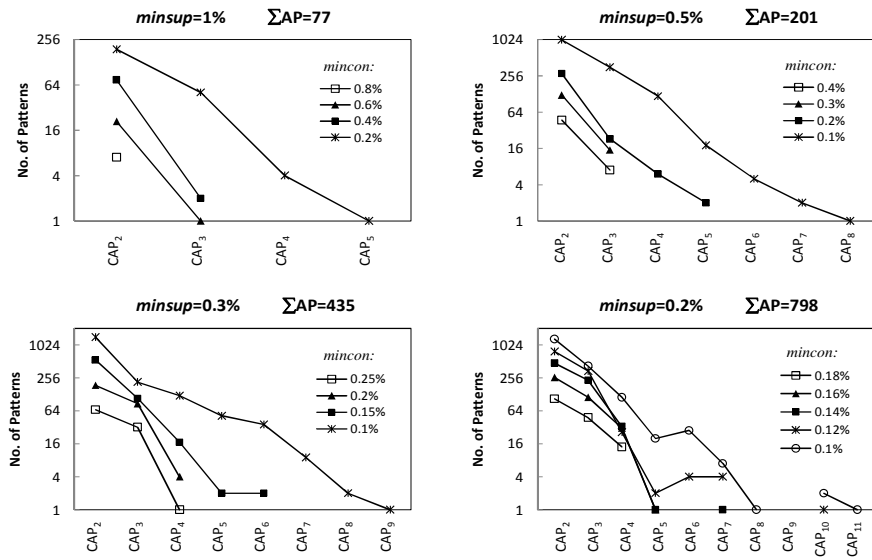 minsup=1% ∑AP=77
256
64
16
4
1
No. of Patterns
mincon:
0.8%
0.6%
0.4%
0.2%
CAP₂
CAP₃
CAP₄
CAP₅
minsup=0.5% ∑AP=201
1024
256
64
16
4
1
No. of Patterns
mincon:
0.4%
0.3%
0.2%
0.1%
CAP₂
CAP₃
CAP₄
CAP₅
CAP₆
CAP₇
CAP₈
minsup=0.3% ∑AP=435
1024
256
64
16
4
1
No. of Patterns
mincon:
0.25%
0.2%
0.15%
0.1%
CAP₂
CAP₃
CAP₄
CAP₅
CAP₆
CAP₇
CAP₈
CAP₉
minsup=0.2% ∑AP=798
1024
256
64
16
4
1
No. of Patterns
mincon:
0.18%
0.16%
0.14%
0.12%
0.1%
CAP₂
CAP₃
CAP₄
CAP₅
CAP₆
CAP₇
CAP₈
CAP₉
CAP₁₀
CAP₁₁